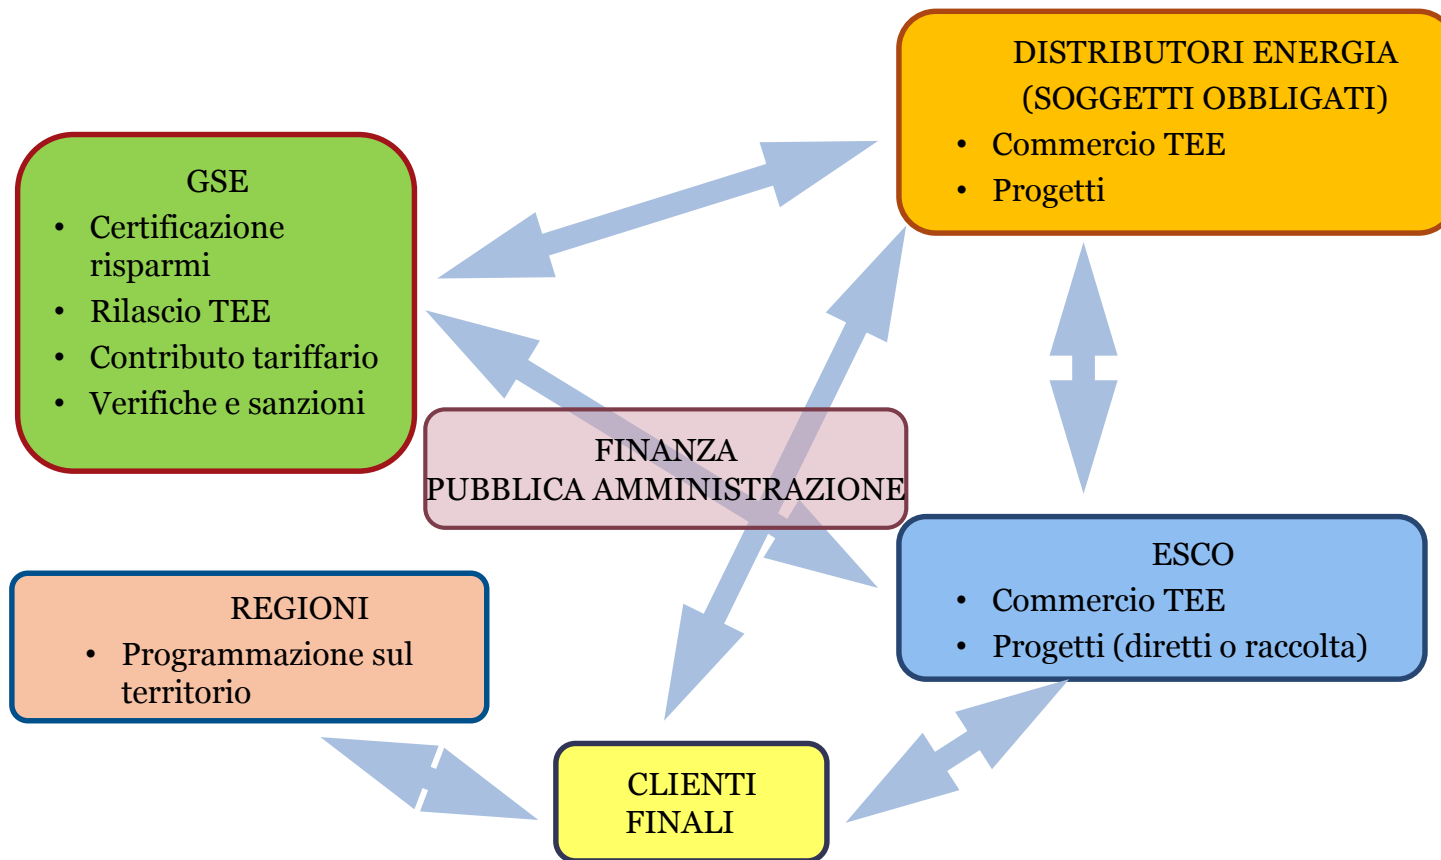 DISTRIBUTORI ENERGIA
(SOGGETTI OBBLIGATI)
• Commercio TEE
• Progetti
GSE
• Certificazione
risparmi
• Rilascio TEE
• Contributo tariffario
• Verifiche e sanzioni
FINANZA
PUBBLICA AMMINISTRAZIONE
ESCO
• Commercio TEE
• Progetti (diretti o raccolta)
REGIONI
• Programmazione sul
territorio
CLIENTI
FINALI